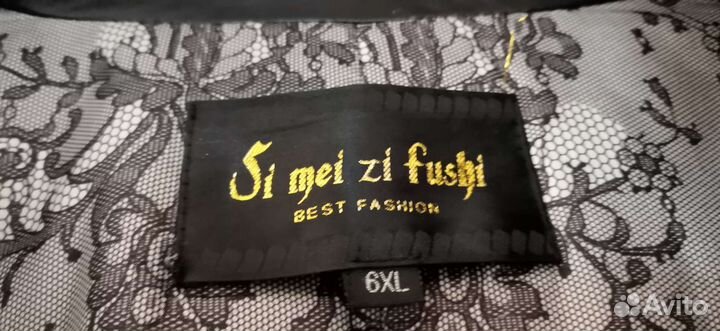 Si mei zi fushi
BEST FASHION
6XL
Avito